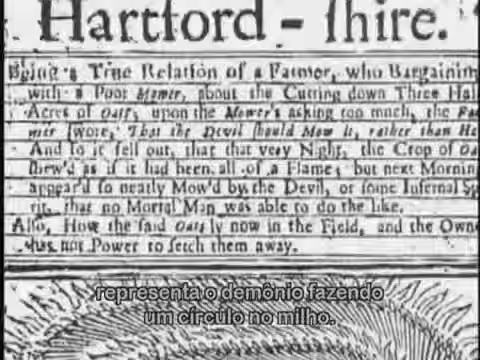 Hartford - shire.
Being a True Relation of a Farmer, who Bargaining
with a Poor Mower, about the Cutting down Three Half
Acres of Oats, upon the Mower's asking too much, the Far-
mer swore, That the Devil should Mow it, rather than He.
And so it fell out, that that very Night, the Crop of Oa
shew'd as if it had been all of a Flame; but next Morning
appear'd so neatly Mow'd by the Devil, or some Infernal Sp
rit, that no Mortal Man was able to do the like.
Also, How the said Oats ly now in the Field, and the Owner
has not Power to fetch them away.
representa o demônio fazendo
um círculo no milho.